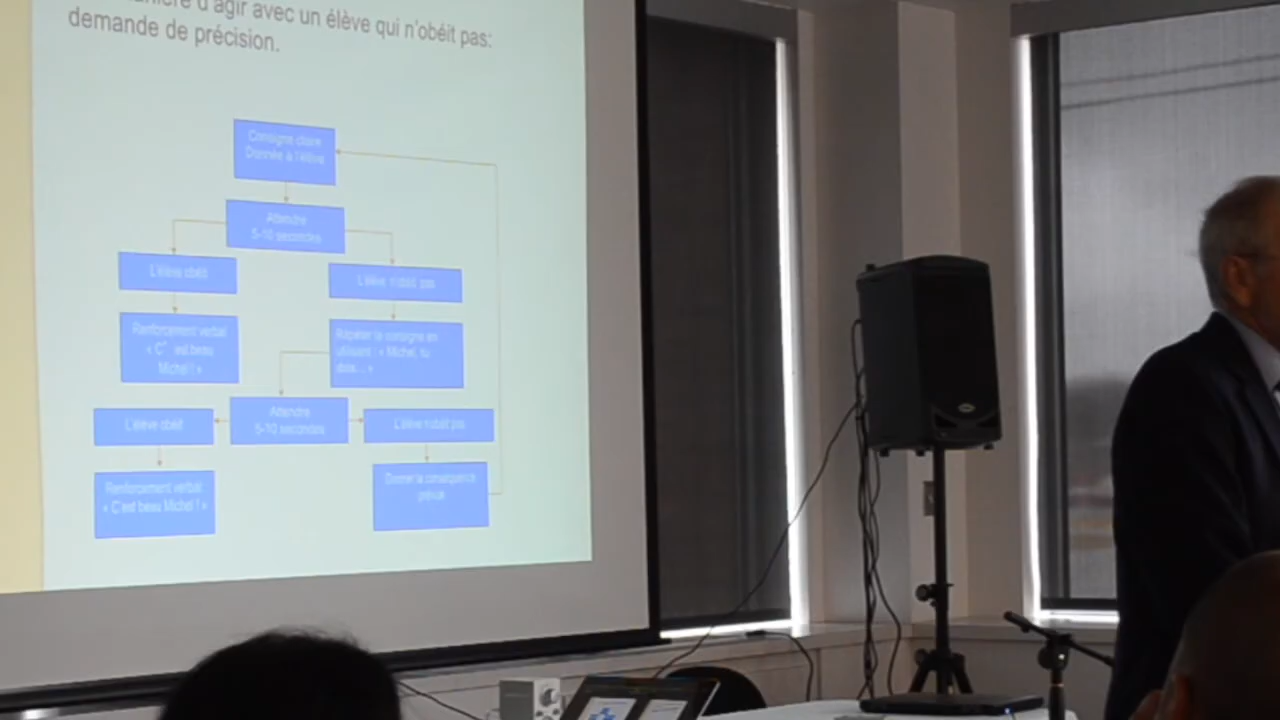 d'agir avec un élève qui n'obéit pas:
demande de précision.
Consigne claire
Donnée à l'élève
Attendre
5-10 secondes
L'élève obéit
L'élève n'obéit pas
Renforcement verbal
« C' est beau
Michel ! »
Répéter la consigne en
utilisant : « Michel, tu
dois... »
L'élève obéit
Attendre
5-10 secondes
L'élève n'obéit pas
Renforcement verbal
« C'est beau Michel ! »
Donner la conséquence
prévue